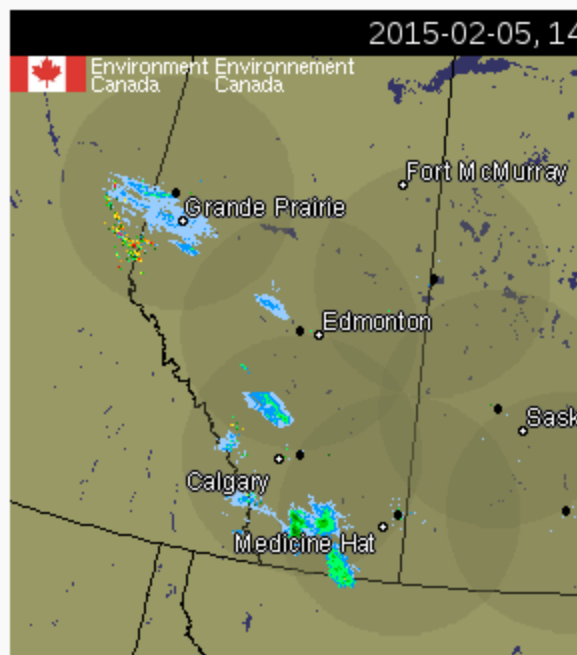 2015-02-05, 14
Environment Environnement
Canada Canada
Fort McMurray
Grande Prairie
Edmonton
Sask
Calgary
Medicine Hat